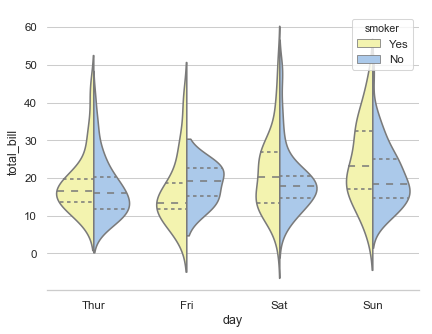 smoker
Yes
No
60
50
40
30
20
10
0
total_bill
Thur Fri Sat Sun
day